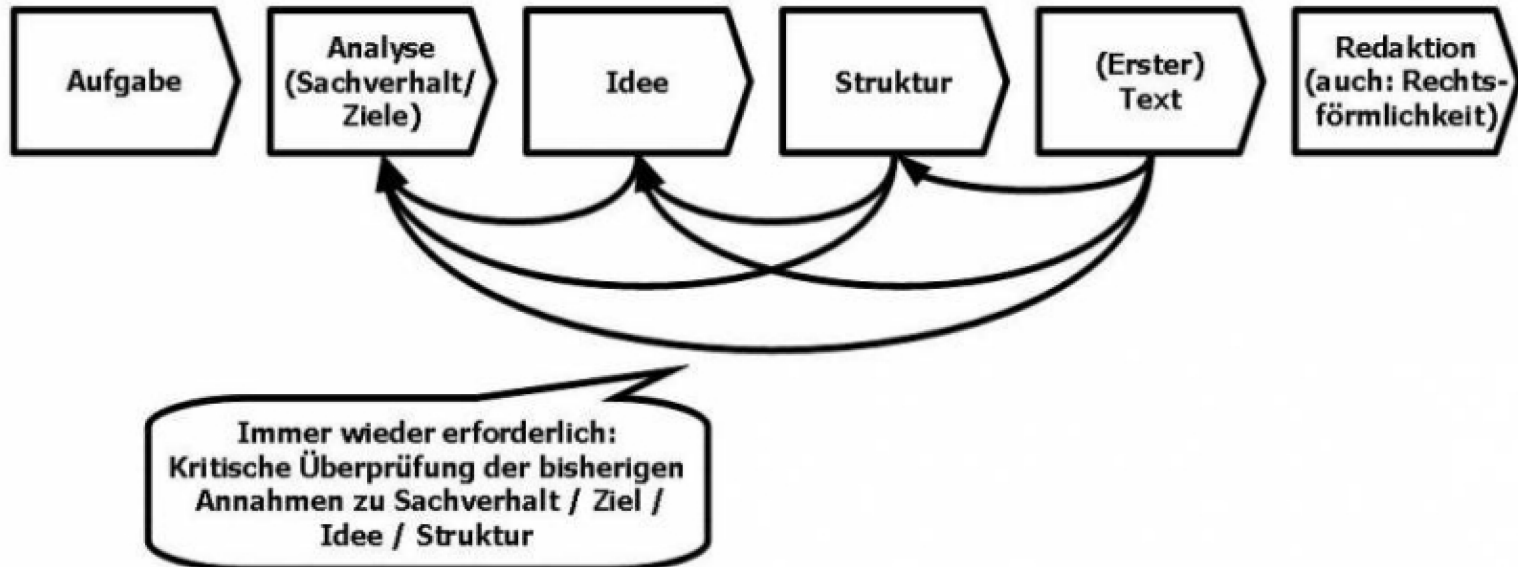 Aufgabe
Analyse
(Sachverhalt/
Ziele)
Idee
Struktur
(Erster)
Text
Redaktion
(auch: Rechts-
förmlichkeit)
Immer wieder erforderlich:
Kritische Überprüfung der bisherigen
Annahmen zu Sachverhalt / Ziel /
Idee / Struktur